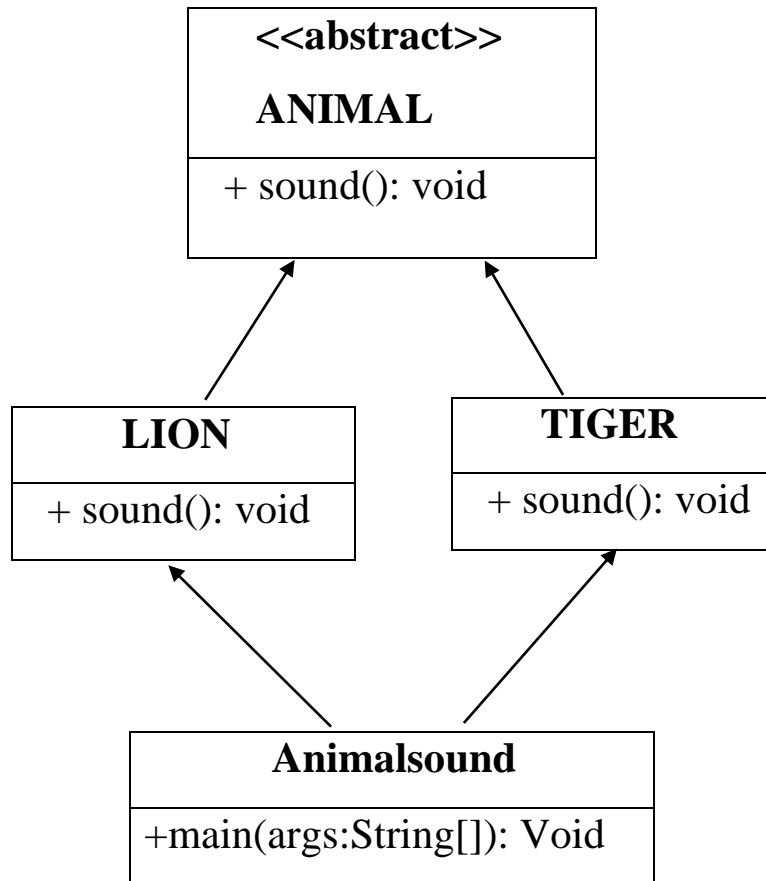 <<abstract>>
ANIMAL
+ sound(): void
LION
+ sound(): void
TIGER
+ sound(): void
Animalsound
+main(args:String[]): Void